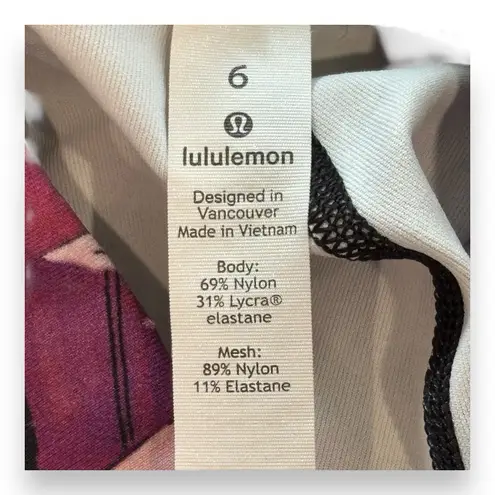 6
lululemon
Designed in
Vancouver
Made in Vietnam
Body:
69% Nylon
31% Lycra®
elastane
Mesh:
89% Nylon
11% Elastane